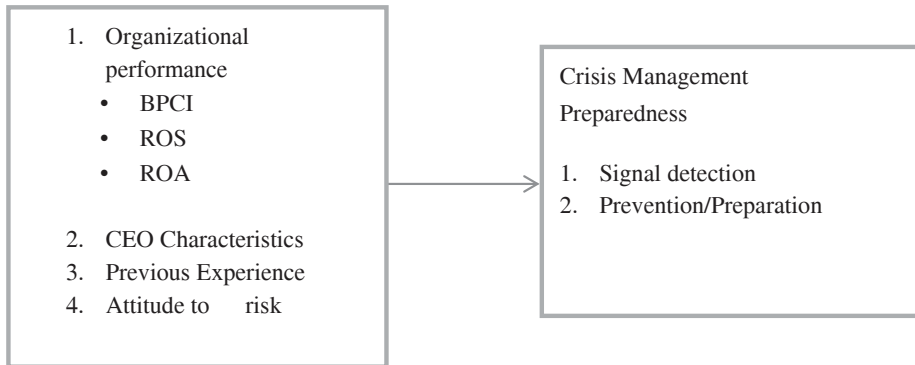 1. Organizational
performance
• BPCI
• ROS
• ROA
2. CEO Characteristics
3. Previous Experience
4. Attitude to risk
Crisis Management
Preparedness
1. Signal detection
2. Prevention/Preparation